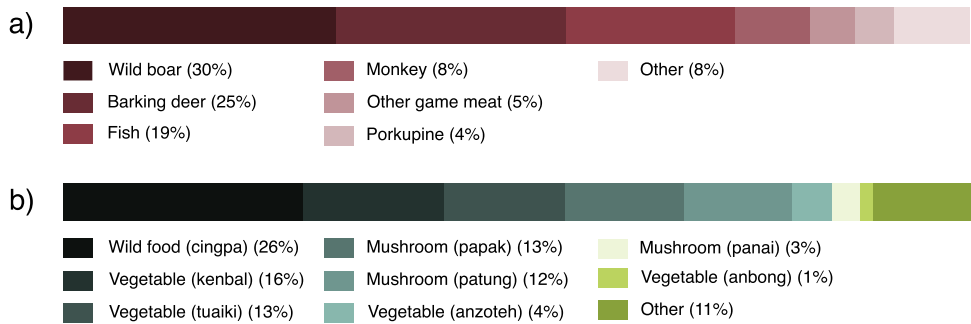 a)
Wild boar (30%)
Barking deer (25%)
Fish (19%)
Monkey (8%)
Other game meat (5%)
Porkupine (4%)
Other (8%)
b)
Wild food (cingpa) (26%)
Vegetable (kenbal) (16%)
Vegetable (tuaiki) (13%)
Mushroom (papak) (13%)
Mushroom (patung) (12%)
Vegetable (anzoteh) (4%)
Mushroom (panai) (3%)
Vegetable (anbong) (1%)
Other (11%)